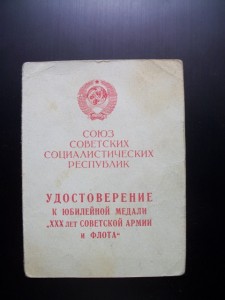 СОЮЗ
СОВЕТСКИХ
СОЦИАЛИСТИЧЕСКИХ
РЕСПУБЛИК
УДОСТОВЕРЕНИЕ
К ЮБИЛЕЙНОЙ МЕДАЛИ
„XXX ЛЕТ СОВЕТСКОЙ АРМИИ
И ФЛОТА“